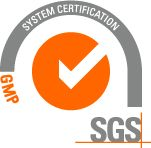 SYSTEM CERTIFICATION
GMP
SGS